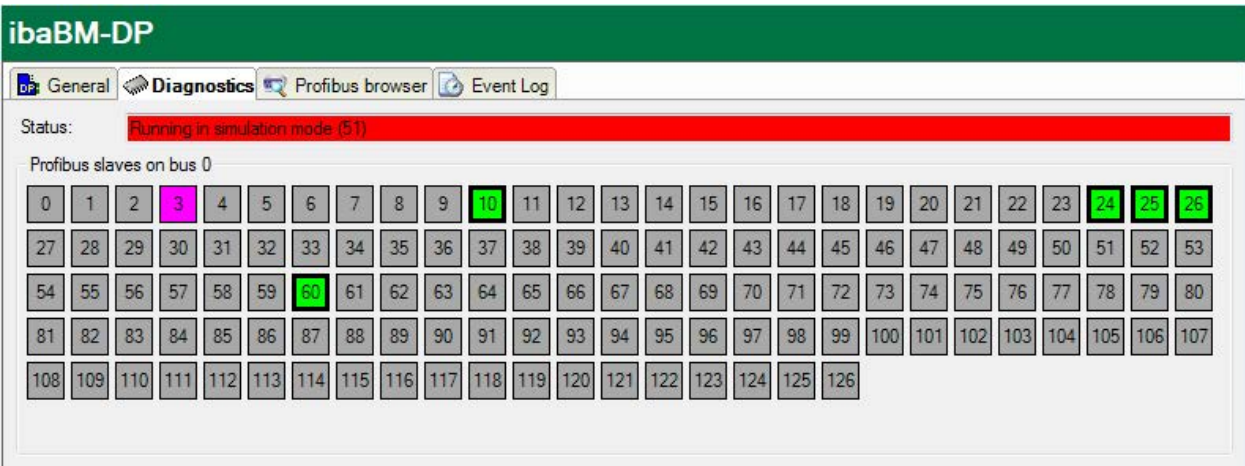 ibaBM-DP
DP General Diagnostics Profibus browser Event Log
Status: Running in simulation mode (51)
Profibus slaves on bus 0
0 1 2 3 4 5 6 7 8 9 10 11 12 13 14 15 16 17 18 19 20 21 22 23 24 25 26
27 28 29 30 31 32 33 34 35 36 37 38 39 40 41 42 43 44 45 46 47 48 49 50 51 52 53
54 55 56 57 58 59 60 61 62 63 64 65 66 67 68 69 70 71 72 73 74 75 76 77 78 79 80
81 82 83 84 85 86 87 88 89 90 91 92 93 94 95 96 97 98 99 100 101 102 103 104 105 106 107
108 109 110 111 112 113 114 115 116 117 118 119 120 121 122 123 124 125 126